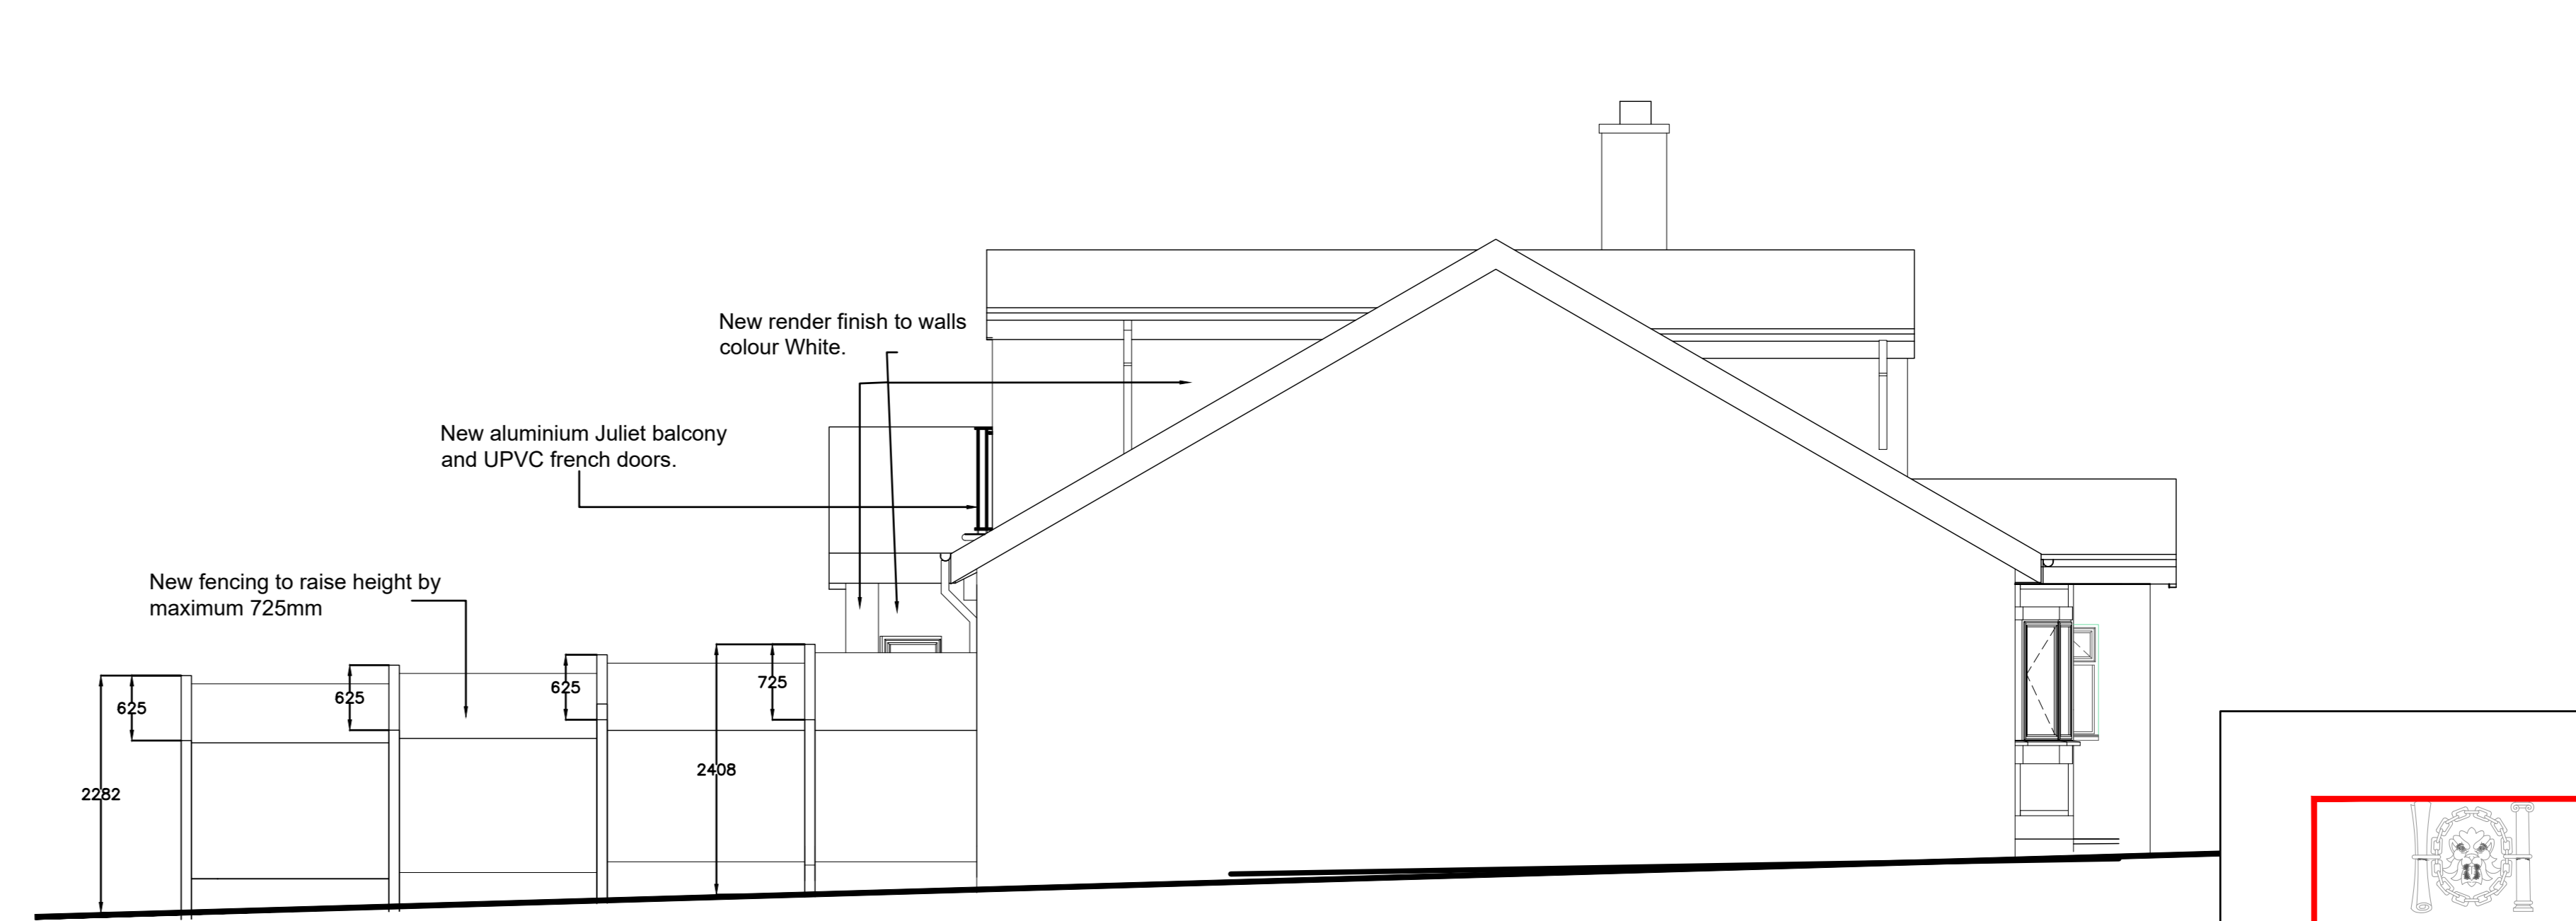 New render finish to walls
colour White.
New aluminium Juliet balcony
and UPVC french doors.
New fencing to raise height by
maximum 725mm
625
625
625
725
2282
2408